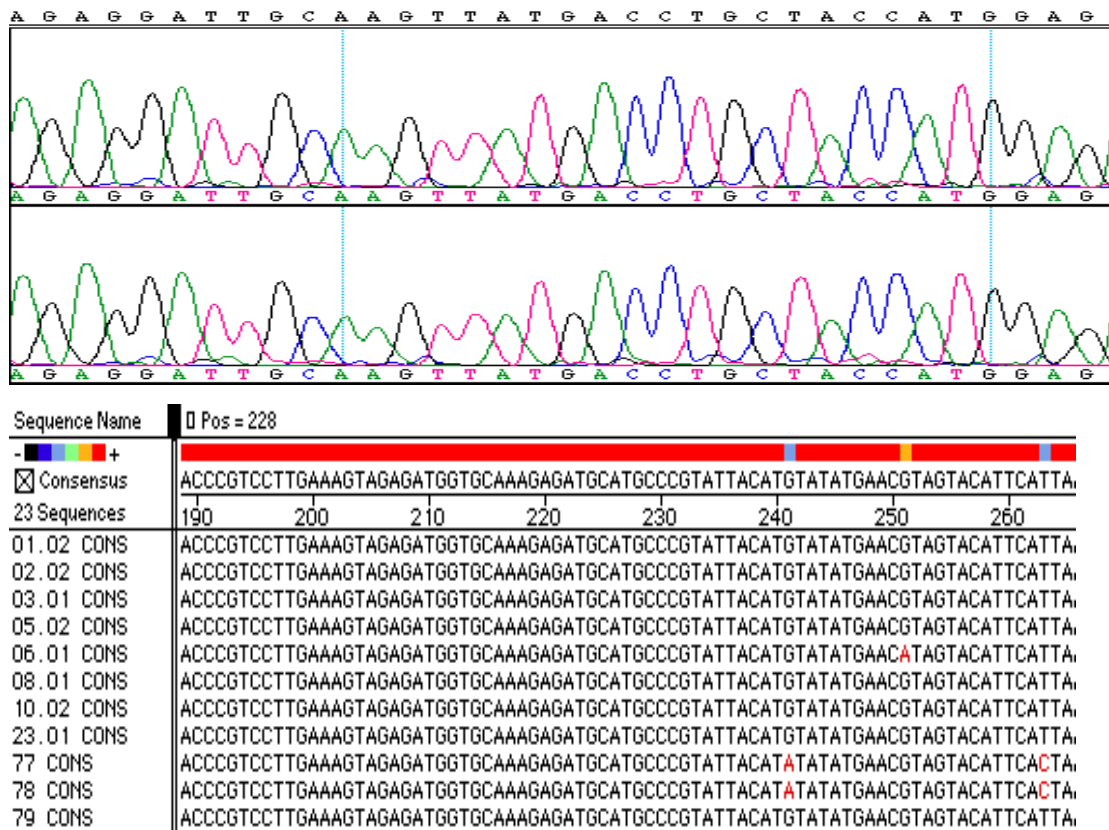 A G A G G A T T G C A A G T T A T G A C C T G C T A C C A T G G A G
A G A G G A T T G C A A G T T A T G A C C T G C T A C C A T G G A G
A G A G G A T T G C A A G T T A T G A C C T G C T A C C A T G G A G
Sequence Name Pos = 228
- +
Consensus ACCCGTCCTTGAAAGTAGAGATGGTGCAAAGAGATGCATGCCCGTATTACATGTATATGAACGTAGTACATTCATTA
23 Sequences 190 200 210 220 230 240 250 260
01.02 CONS ACCCGTCCTTGAAAGTAGAGATGGTGCAAAGAGATGCATGCCCGTATTACATGTATATGAACGTAGTACATTCATTA
02.02 CONS ACCCGTCCTTGAAAGTAGAGATGGTGCAAAGAGATGCATGCCCGTATTACATGTATATGAACGTAGTACATTCATTA
03.01 CONS ACCCGTCCTTGAAAGTAGAGATGGTGCAAAGAGATGCATGCCCGTATTACATGTATATGAACGTAGTACATTCATTA
05.02 CONS ACCCGTCCTTGAAAGTAGAGATGGTGCAAAGAGATGCATGCCCGTATTACATGTATATGAACGTAGTACATTCATTA
06.01 CONS ACCCGTCCTTGAAAGTAGAGATGGTGCAAAGAGATGCATGCCCGTATTACATGTATATGAACATAGTACATTCATTA
08.01 CONS ACCCGTCCTTGAAAGTAGAGATGGTGCAAAGAGATGCATGCCCGTATTACATGTATATGAACGTAGTACATTCATTA
10.02 CONS ACCCGTCCTTGAAAGTAGAGATGGTGCAAAGAGATGCATGCCCGTATTACATGTATATGAACGTAGTACATTCATTA
23.01 CONS ACCCGTCCTTGAAAGTAGAGATGGTGCAAAGAGATGCATGCCCGTATTACATGTATATGAACGTAGTACATTCATTA
77 CONS ACCCGTCCTTGAAAGTAGAGATGGTGCAAAGAGATGCATGCCCGTATTACATATATATGAACGTAGTACATTCACTA
78 CONS ACCCGTCCTTGAAAGTAGAGATGGTGCAAAGAGATGCATGCCCGTATTACATATATATGAACGTAGTACATTCACTA
79 CONS ACCCGTCCTTGAAAGTAGAGATGGTGCAAAGAGATGCATGCCCGTATTACATGTATATGAACGTAGTACATTCATTA